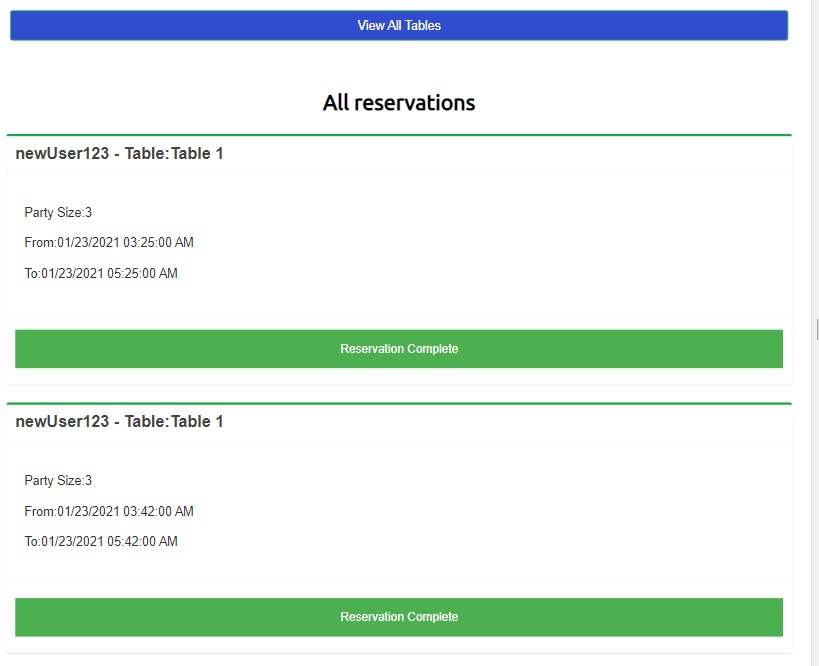 View All Tables
All reservations
newUser123 - Table:Table 1
Party Size:3
From:01/23/2021 03:25:00 AM
To:01/23/2021 05:25:00 AM
Reservation Complete
newUser123 - Table:Table 1
Party Size:3
From:01/23/2021 03:42:00 AM
To:01/23/2021 05:42:00 AM
Reservation Complete